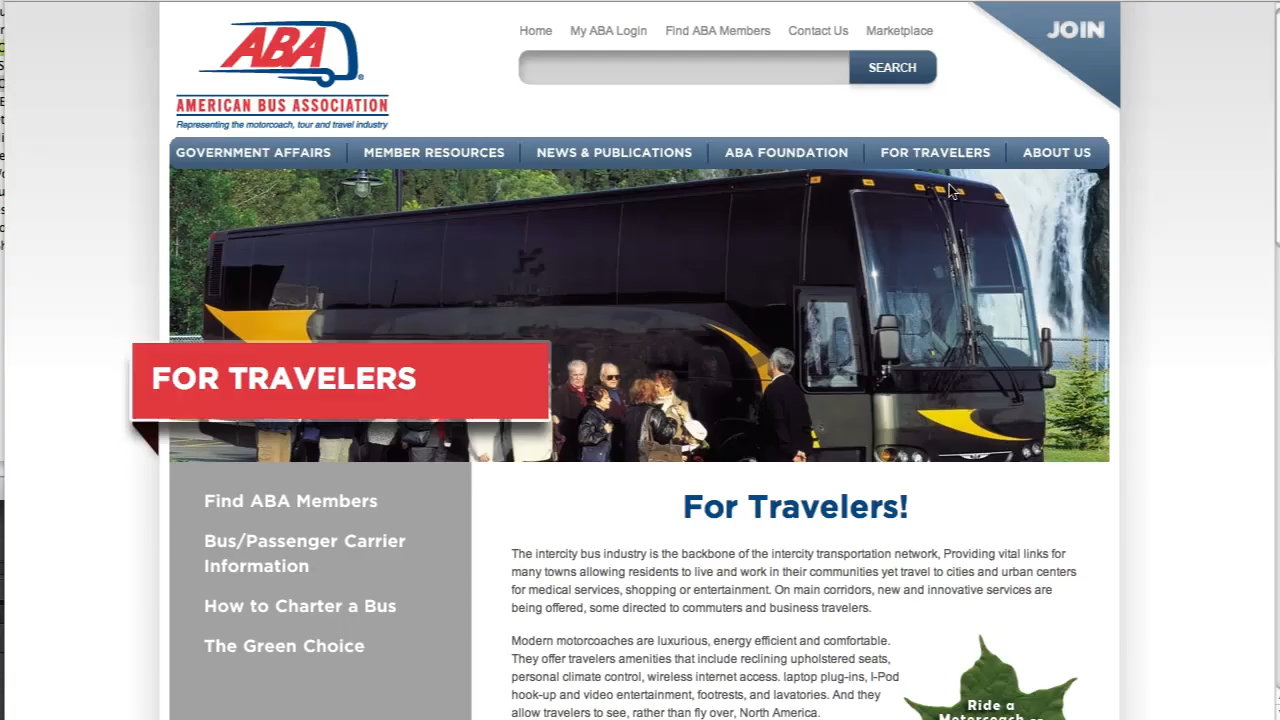 ABA
AMERICAN BUS ASSOCIATION
Representing the motorcoach, tour and travel industry
Home My ABA Login Find ABA Members Contact Us Marketplace
SEARCH
JOIN
GOVERNMENT AFFAIRS MEMBER RESOURCES NEWS & PUBLICATIONS ABA FOUNDATION FOR TRAVELERS ABOUT US
FOR TRAVELERS
Find ABA Members
Bus/Passenger Carrier
Information
How to Charter a Bus
The Green Choice
For Travelers!
The intercity bus industry is the backbone of the intercity transportation network, Providing vital links for
many towns allowing residents to live and work in their communities yet travel to cities and urban centers
for medical services, shopping or entertainment. On main corridors, new and innovative services are
being offered, some directed to commuters and business travelers.
Modern motorcoaches are luxurious, energy efficient and comfortable.
They offer travelers amenities that include reclining upholstered seats,
personal climate control, wireless internet access. laptop plug-ins, I-Pod
hook-up and video entertainment, footrests, and lavatories. And they
allow travelers to see, rather than fly over, North America.
Ride a
Motorcoach